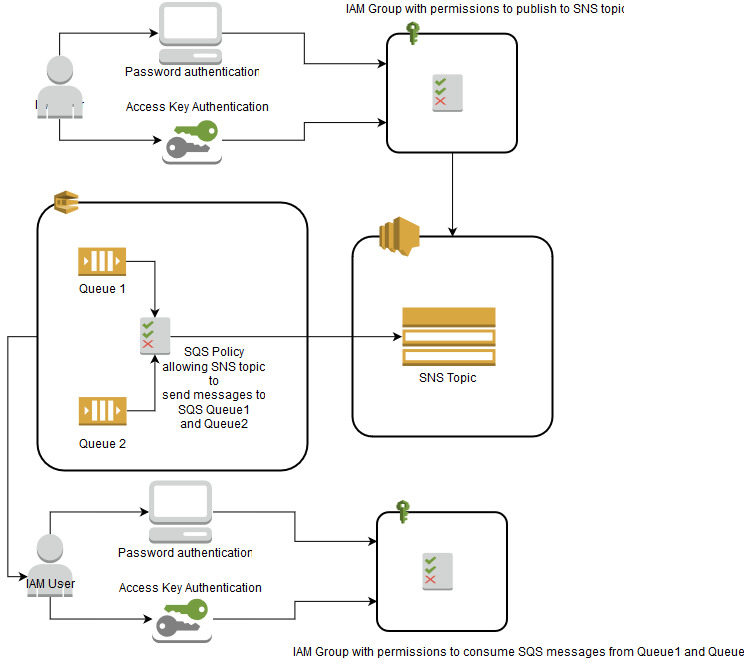 IAM Group with permissions to publish to SNS topic
Password authentication
Access Key Authentication
Queue 1
SQS Policy
allowing SNS topic
to
send messages to
SQS Queue1
and Queue2
SNS Topic
Queue 2
Password authentication
IAM User
Access Key Authentication
IAM Group with permissions to consume SQS messages from Queue1 and Queue